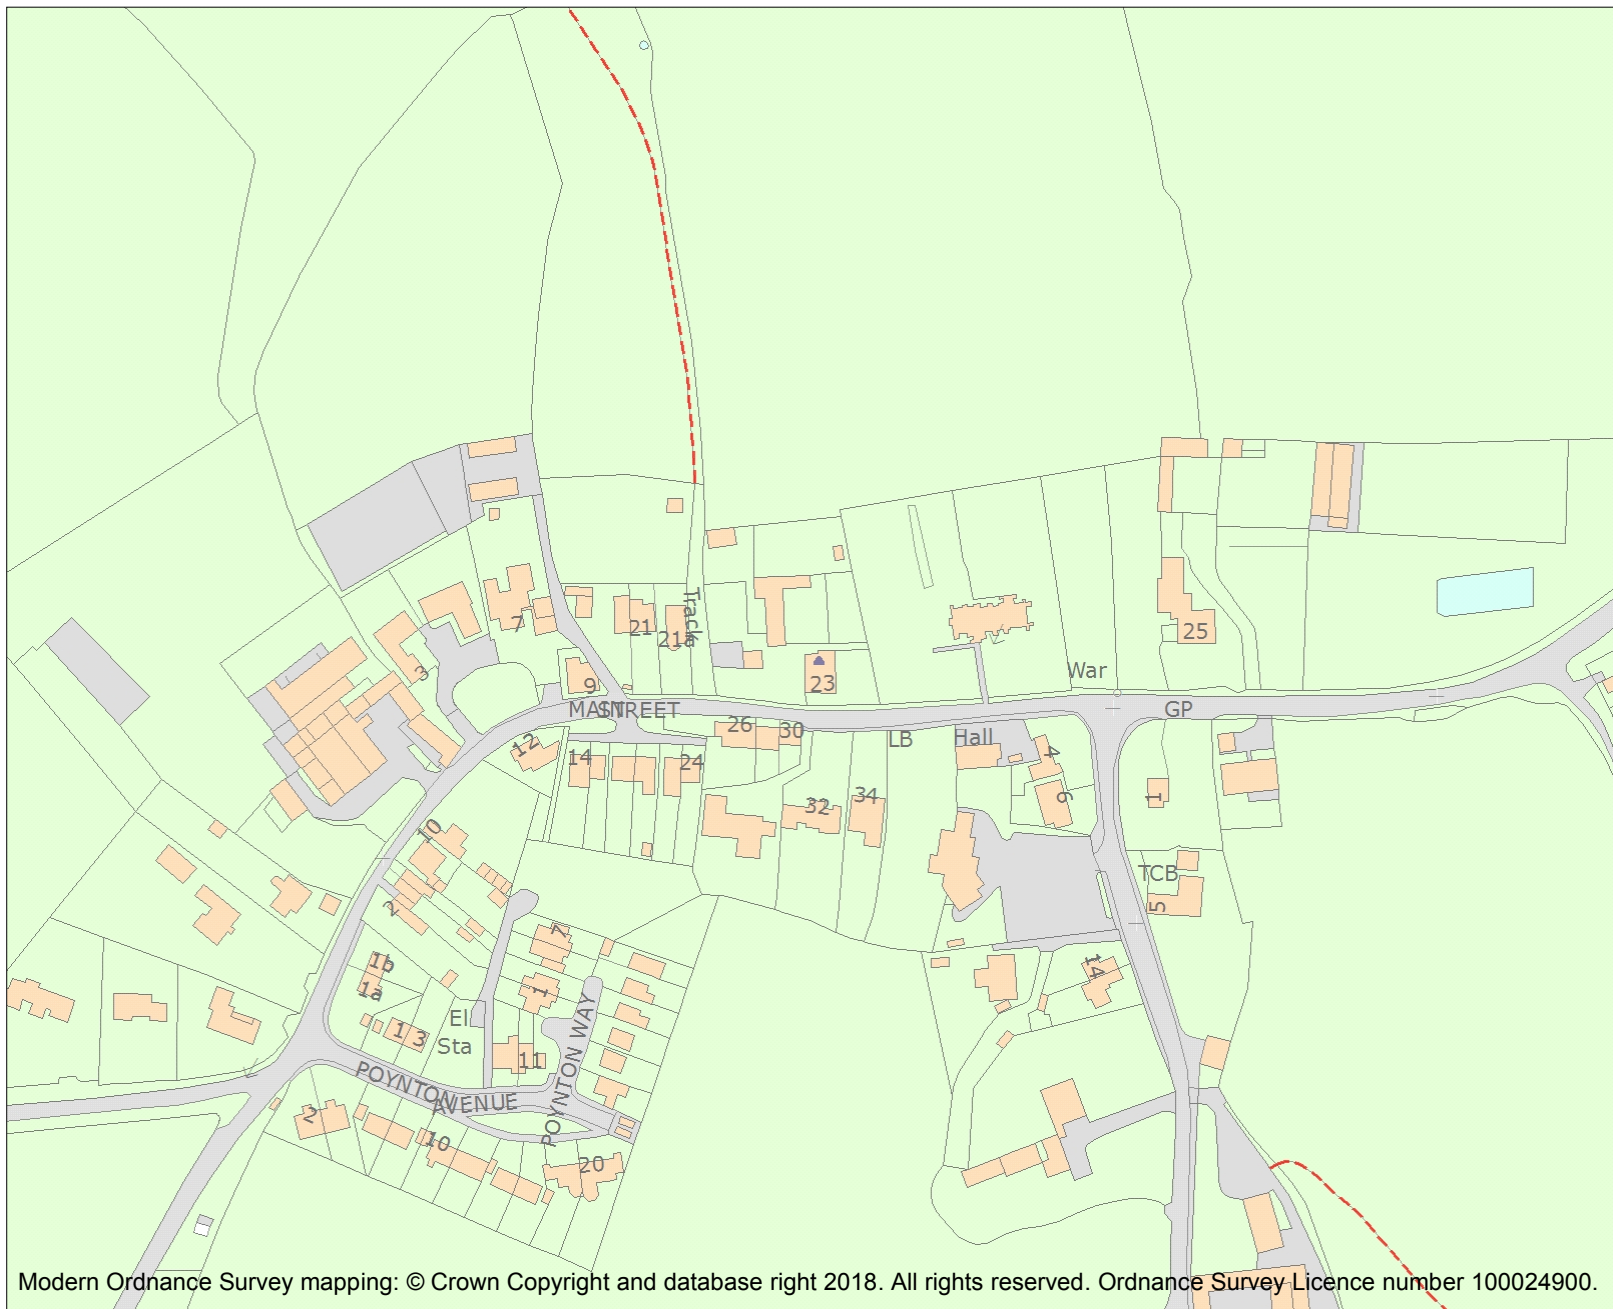 Track
7
21
21a
25
3
9
23
War
MAIN STREET
GP
12
26
30
LB
Hall
4
14
24
6
1
32
34
10
TCB
5
2
7
1b
1a
1
14
El
Sta
1 3
11
POYNTON WAY
POYNTON
AVENUE
2
10
20
Modern Ordnance Survey mapping: © Crown Copyright and database right 2018. All rights reserved. Ordnance Survey Licence number 100024900.